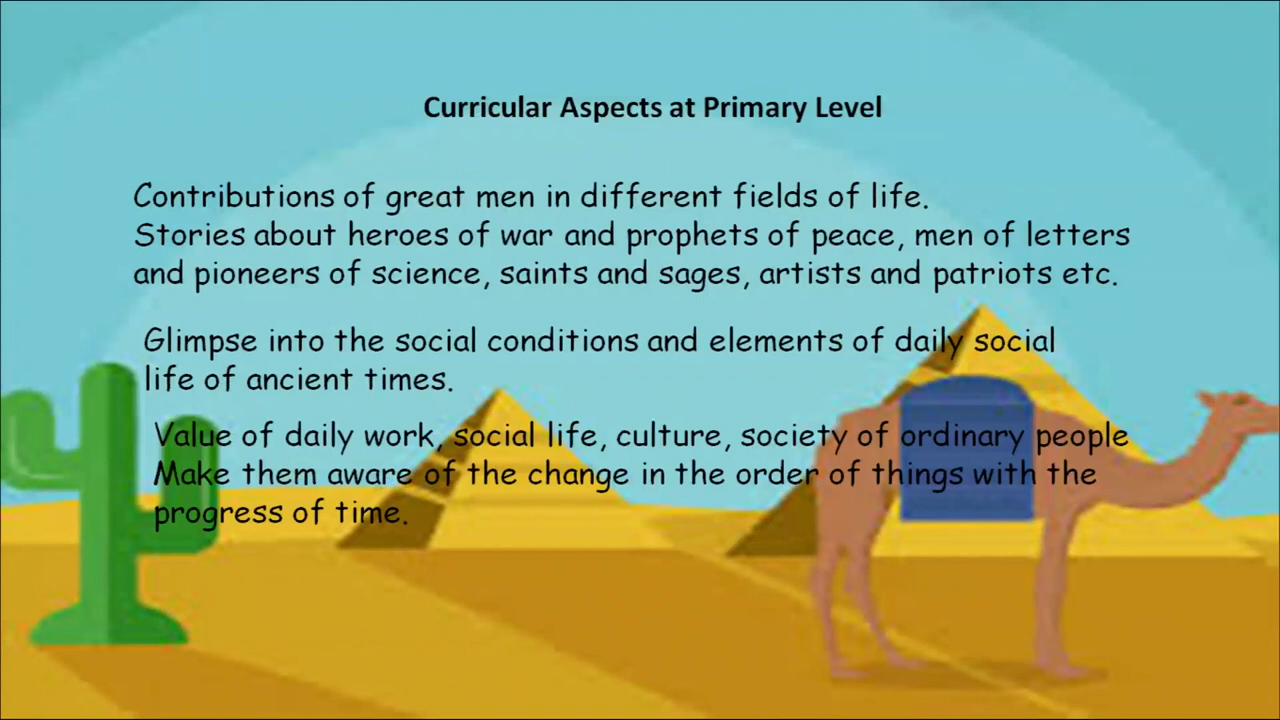 Curricular Aspects at Primary Level
Contributions of great men in different fields of life.
Stories about heroes of war and prophets of peace, men of letters
and pioneers of science, saints and sages, artists and patriots etc.
Glimpse into the social conditions and elements of daily social
life of ancient times.
Value of daily work, social life, culture, society of ordinary people
Make them aware of the change in the order of things with the
progress of time.